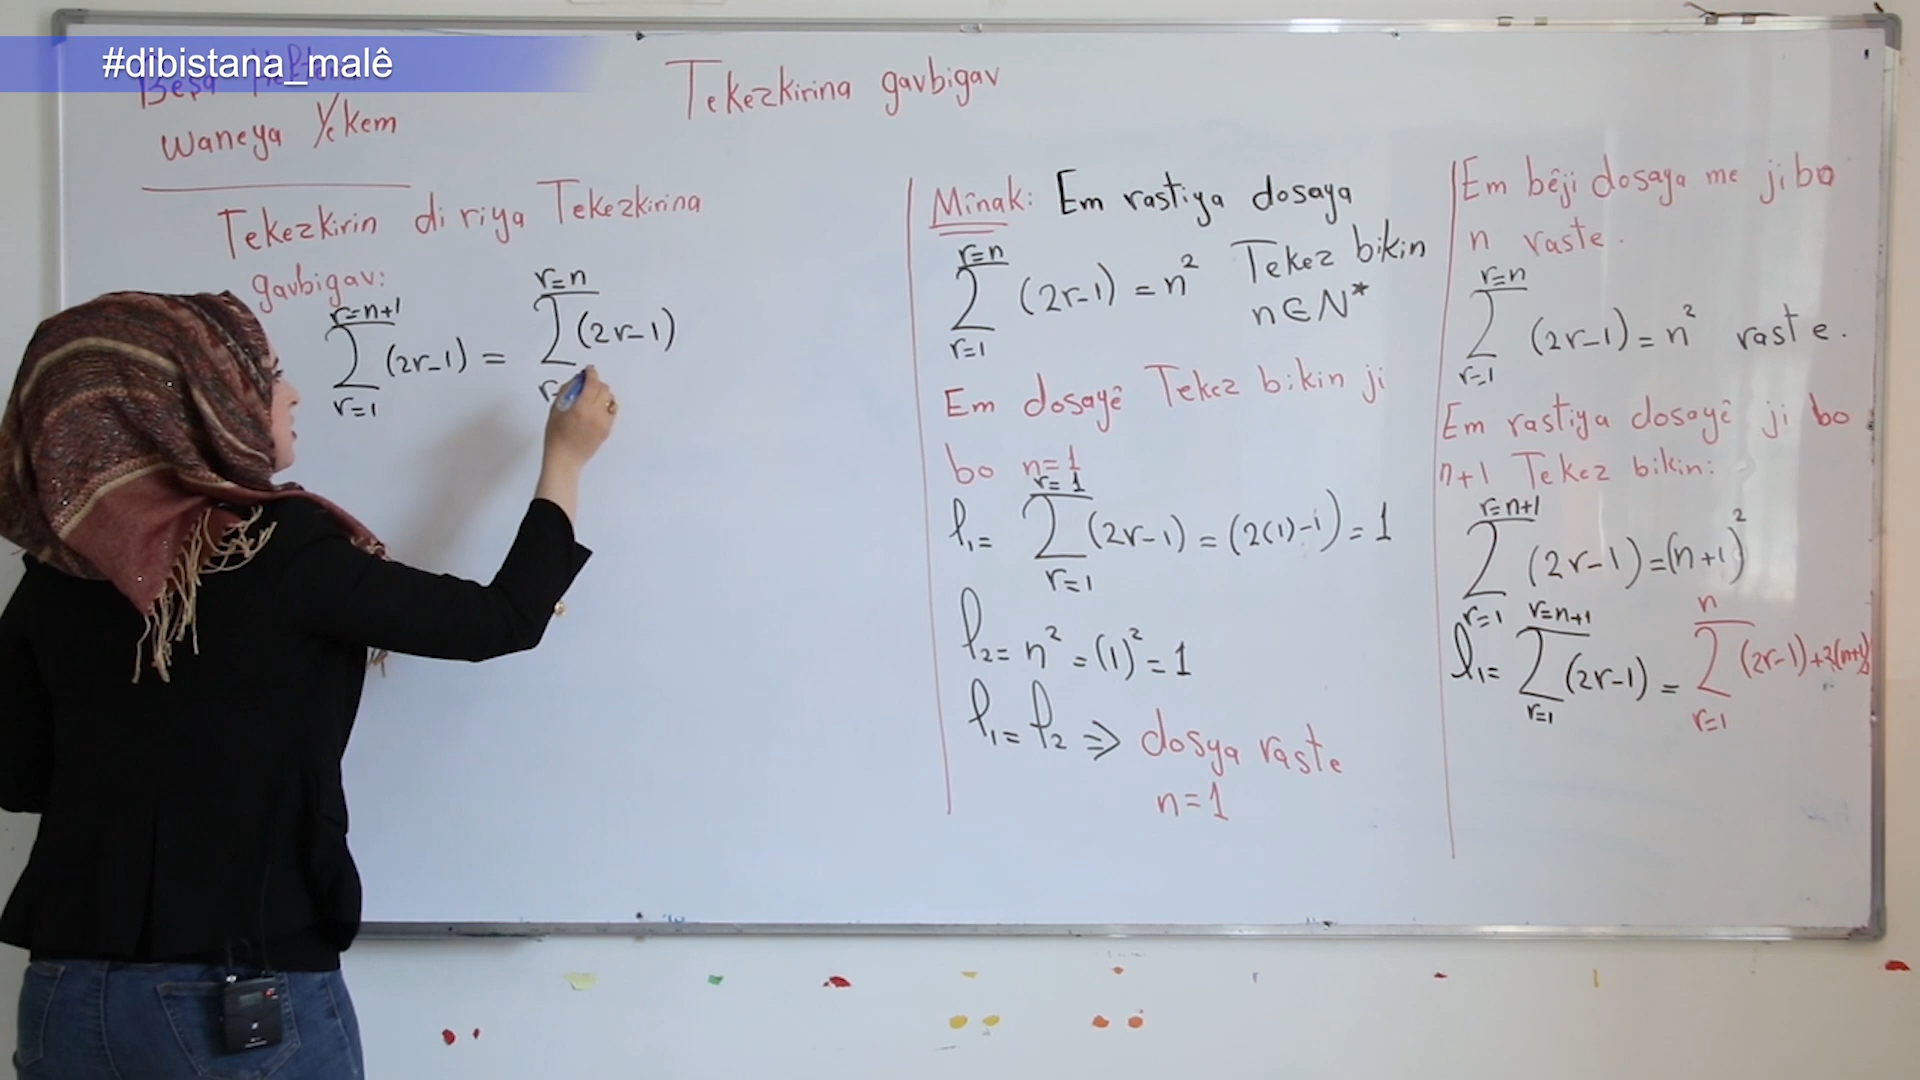 #dibistana_malê
Beşa
waneya Yekem
Tekezkirina gavbigav
Tekezkirin di riya Tekezkirina
gavbigav:
r=n+1
∑ (2r-1) =
r=1
r=n
∑ (2r-1)
r=
Mînak: Em rastiya dosaya
r=n
∑ (2r-1) = n² Tekez bikin
r=1
n∈N*
Em dosayê Tekez bikin ji
bo n=1
r=1
l₁= ∑ (2r-1) = (2(1)-1) = 1
r=1
l₂= n² = (1)² = 1
l₁= l₂ ⇒ dosya raste
n=1
Em bêji dosaya me ji bo
n raste.
r=n
∑ (2r-1) = n² raste.
r=1
Em rastiya dosayê ji bo
n+1 Tekez bikin:
r=n+1
∑ (2r-1) = (n+1)²
r=1
r=n+1 n
l₁= ∑ (2r-1) = ∑ (2r-1)+2(n+1)
r=1 r=1